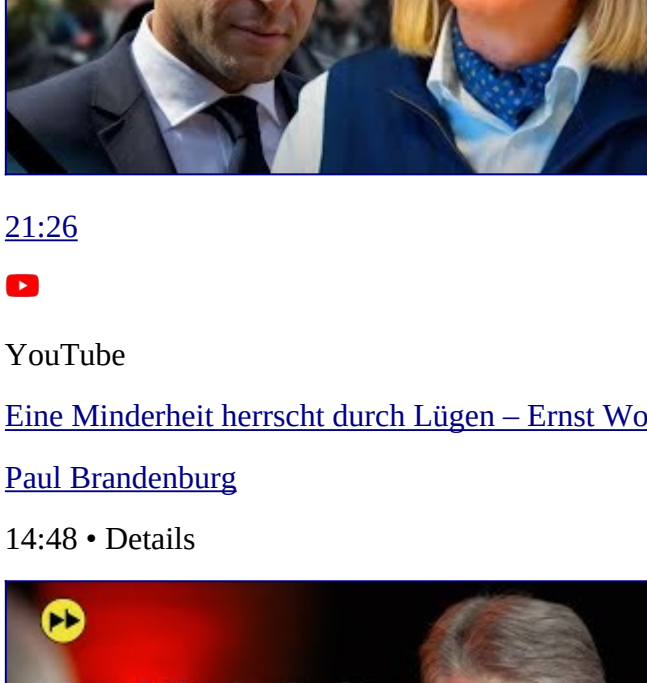 21:26
YouTube
Eine Minderheit herrscht durch Lügen – Ernst Wo
Paul Brandenburg
14:48 • Details